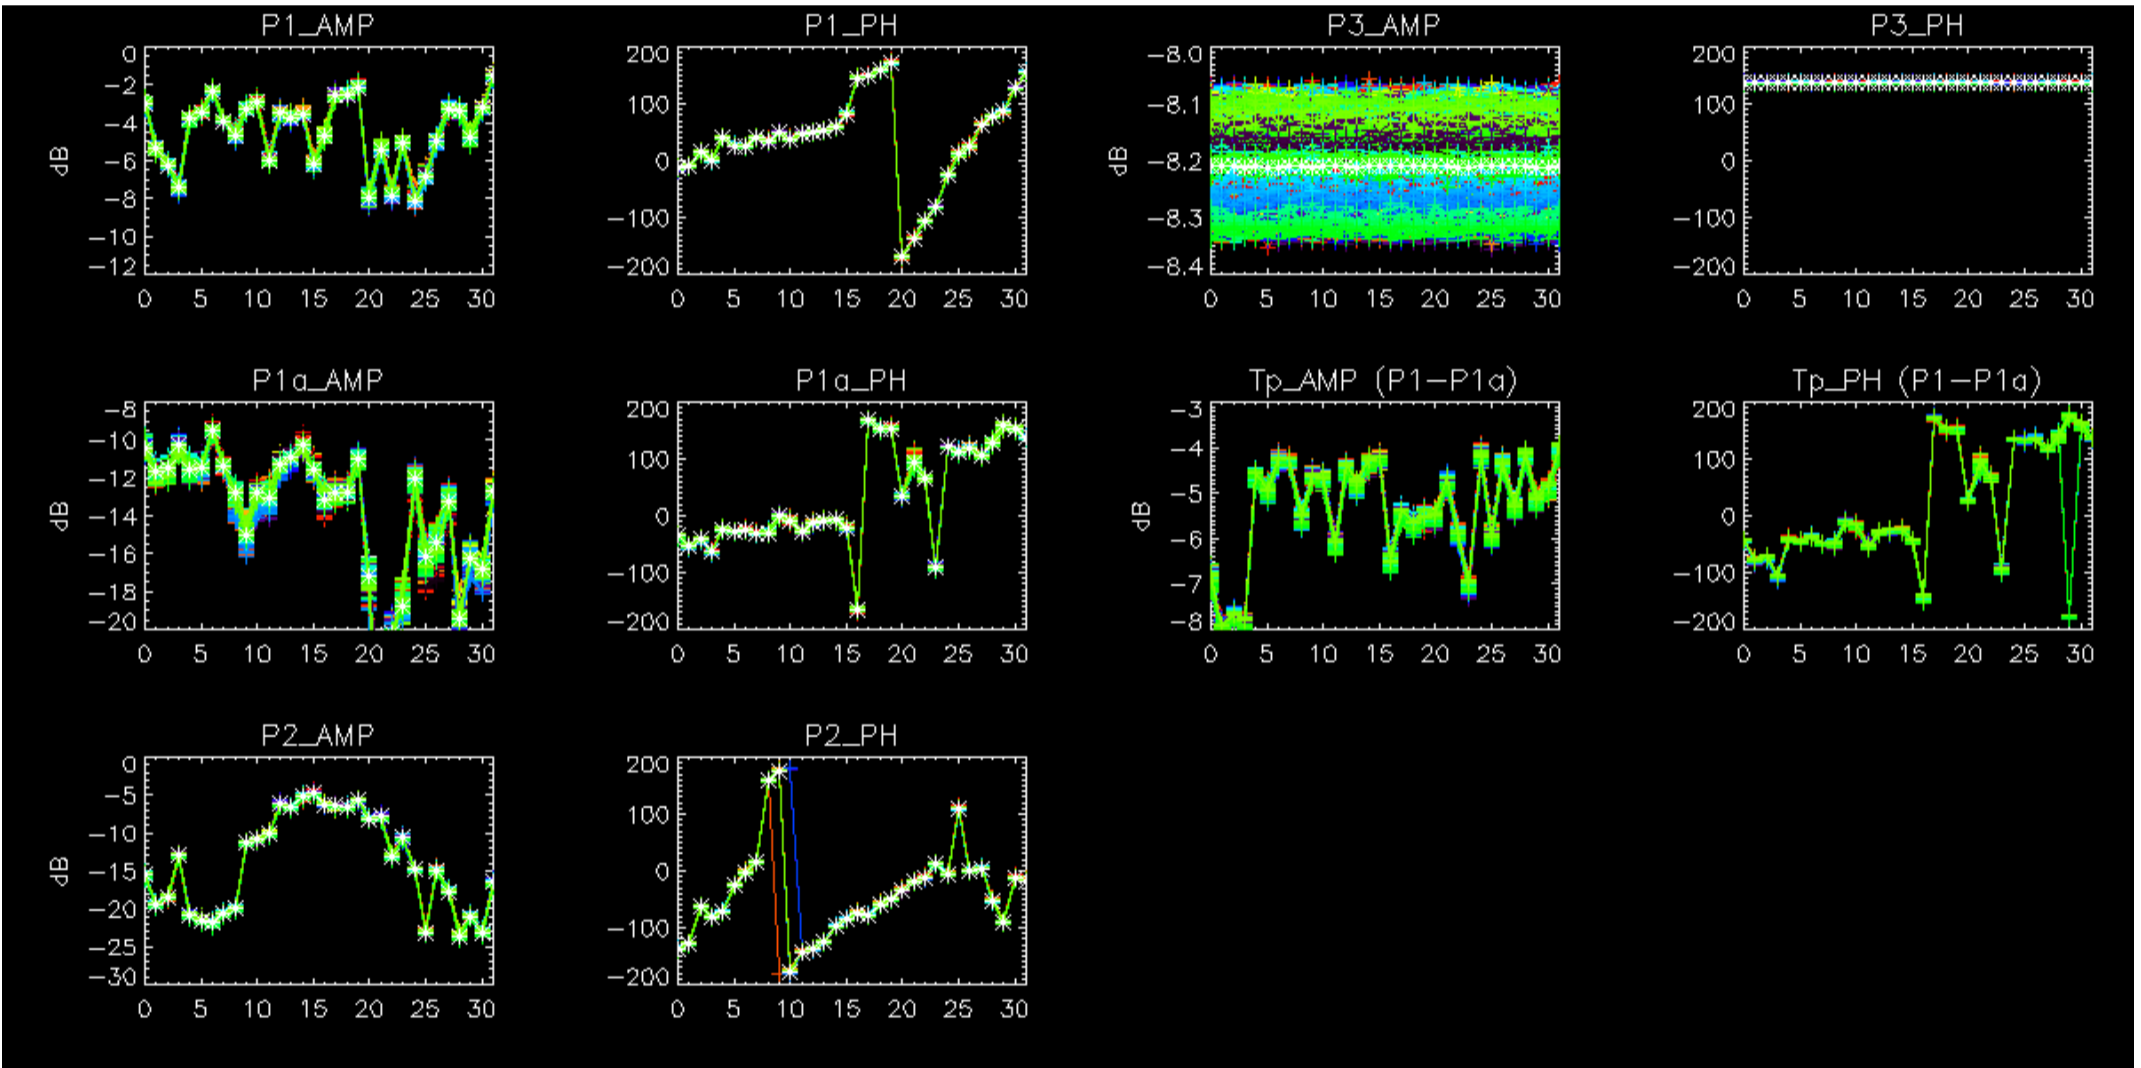 P1_AMP P1_PH P3_AMP P3_PH
0 200 -8.0 200
-2
100 -8.1 100
-4
dB -6 0 dB -8.2 0
-8
-100 -8.3 -100
-10
-12 -200 -8.4 -200
0 5 10 15 20 25 30 0 5 10 15 20 25 30 0 5 10 15 20 25 30 0 5 10 15 20 25 30
P1a_AMP P1a_PH Tp_AMP (P1-P1a) Tp_PH (P1-P1a)
-8 200 -3 200
-10
-4
100 100
-12
-5
dB -14 0 dB 0
-6
-16
-100 -100
-18 -7
-20 -200 -8 -200
0 5 10 15 20 25 30 0 5 10 15 20 25 30 0 5 10 15 20 25 30 0 5 10 15 20 25 30
P2_AMP P2_PH
0 200
-5
100
-10
dB -15 0
-20
-100
-25
-30 -200
0 5 10 15 20 25 30 0 5 10 15 20 25 30